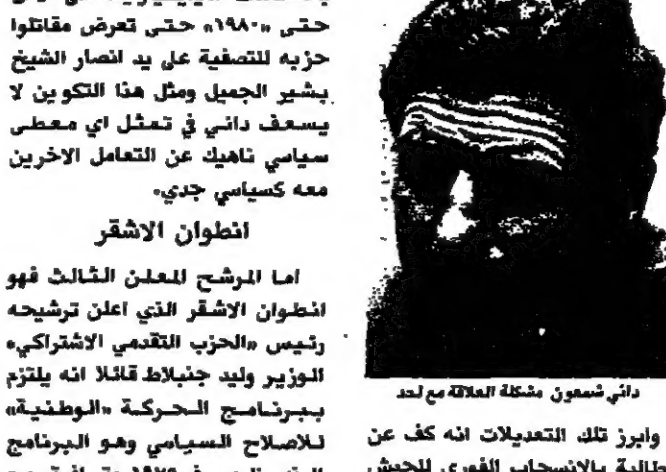 حتى «١٩٨٠» حتى تعرض مقاتلوا
حزبه للتصفية على يد انصار الشيخ
بشير الجميل ومثل هذا التكوين لا
يسعف داني في تمثل اي معطى
سياسي ناهيك عن التعامل الاخرين
معه كسياسي جدي.
انطوان الاشقر
اما المرشح المعلن الثالث فهو
انطوان الاشقر الذي اعلن ترشيحه
رئيس «الحزب التقدمي الاشتراكي»
الوزير وليد جنبلاط قائلا انه يلتزم
ببرنامج الحركة «الوطنية»
للاصلاح السياسي وهو البرنامج
داني شمعون مشكلة العلاقة مع لحد
وابرز تلك التعديلات انه كف عن
بالانسحاب الفوري للجيش